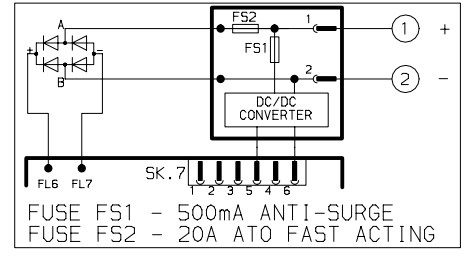 FS2
1
1
+
A
FS1
+
-
B
2
2
-
DC/DC
CONVERTER
SK.7
FL6 FL7
1 2 3 5 4 6
FUSE FS1 - 500mA ANTI-SURGE
FUSE FS2 - 20A ATO FAST ACTING